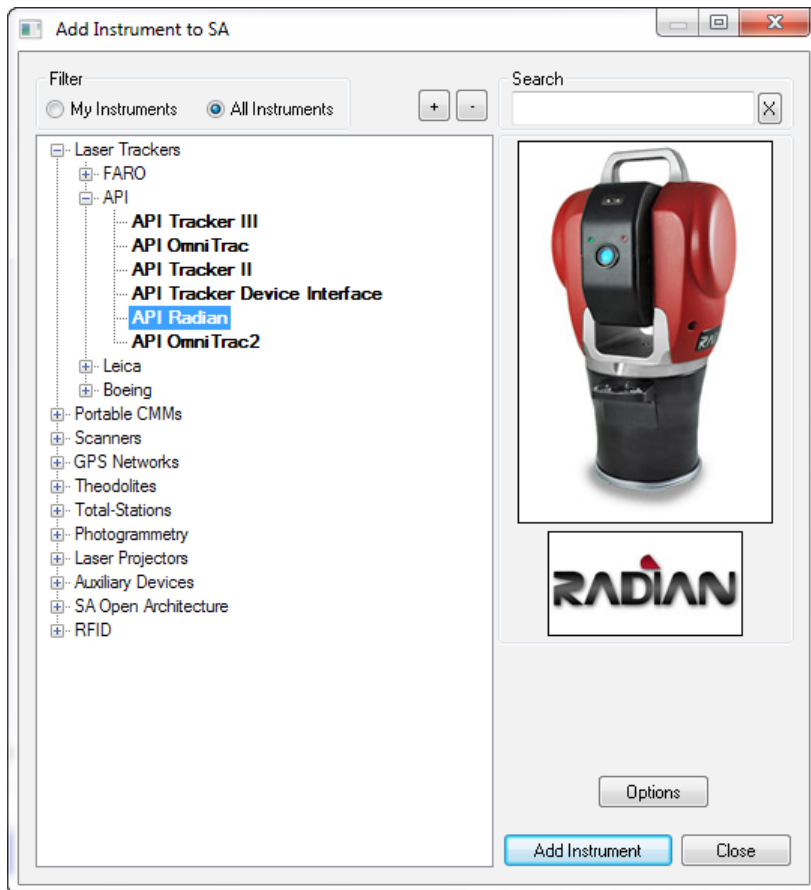 Add Instrument to SA
Filter
My Instruments
All Instruments
+
-
Search
X
Laser Trackers
FARO
API
API Tracker III
API OmniTrac
API Tracker II
API Tracker Device Interface
API Radian
API OmniTrac2
Leica
Boeing
Portable CMMs
Scanners
GPS Networks
Theodolites
Total-Stations
Photogrammetry
Laser Projectors
Auxiliary Devices
SA Open Architecture
RFID
RADIAN
Options
Add Instrument
Close